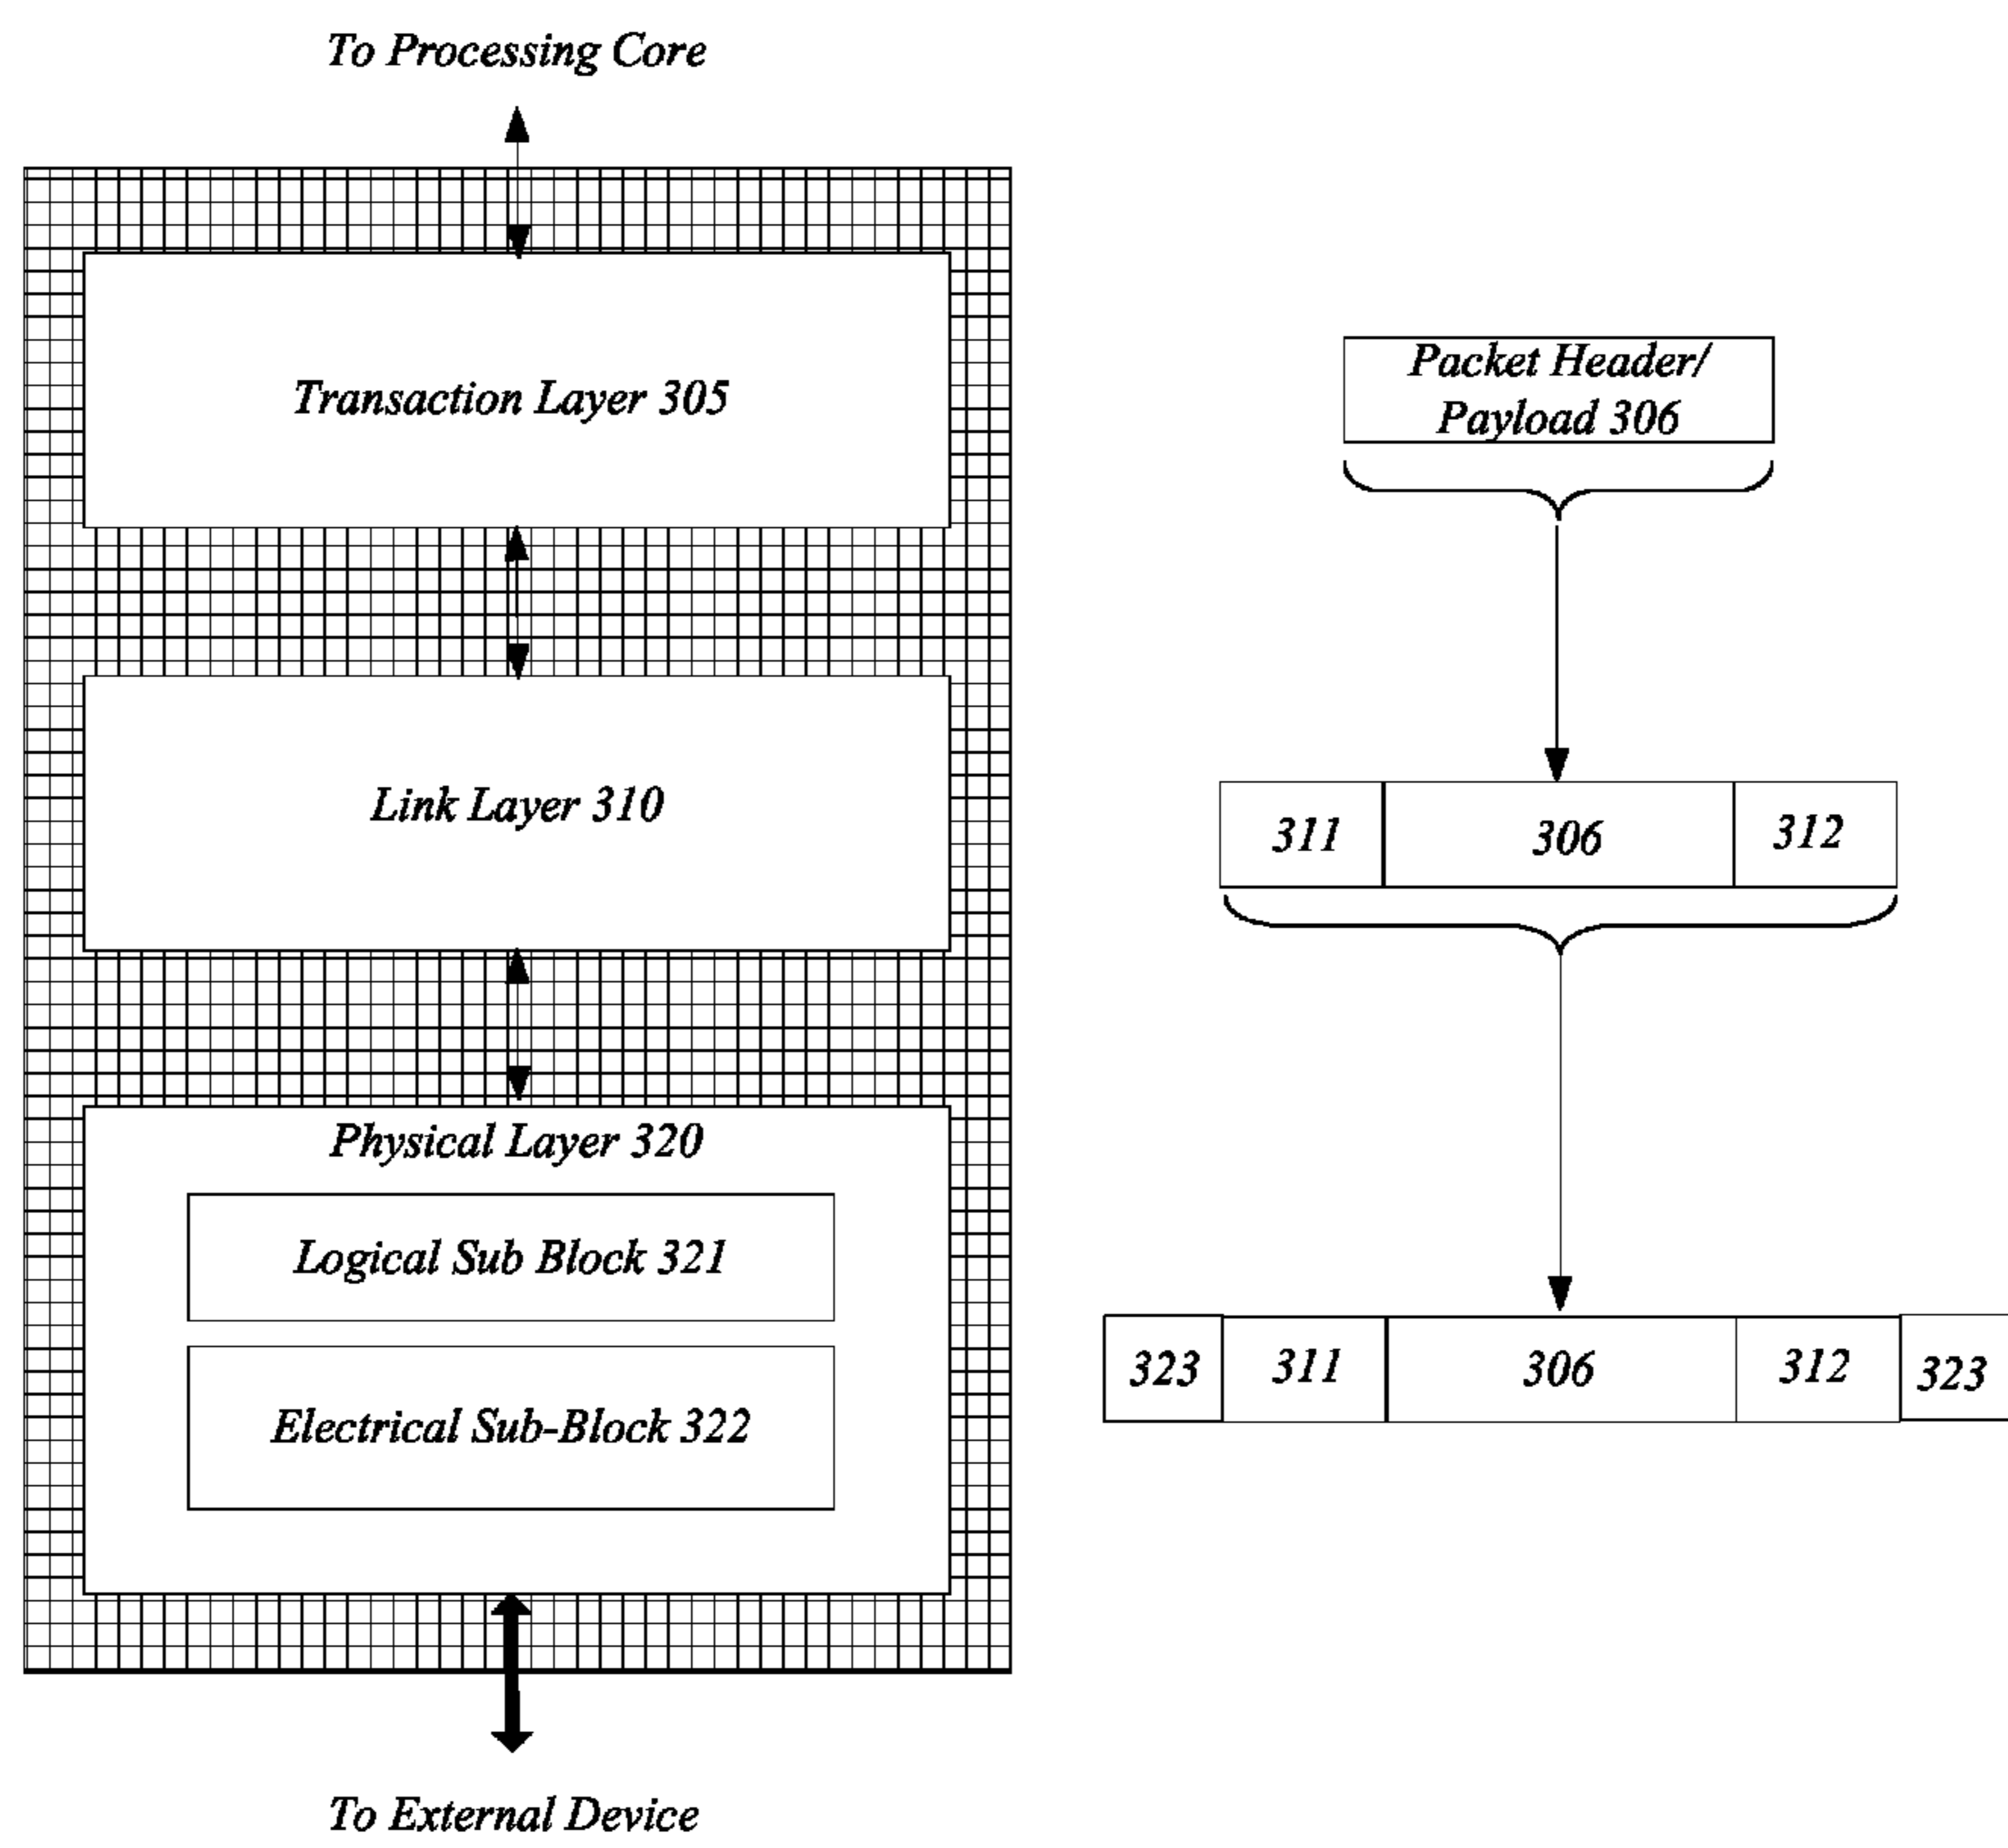 To Processing Core
Transaction Layer 305
Packet Header/
Payload 306
Link Layer 310
311
306
312
Physical Layer 320
Logical Sub Block 321
Electrical Sub-Block 322
323
311
306
312
323
To External Device